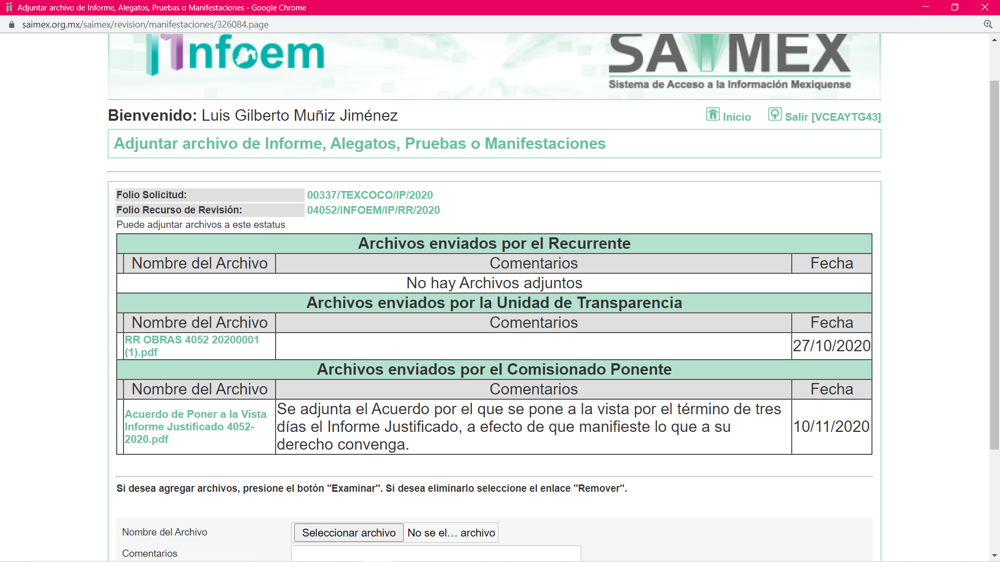 Adjuntar archivo de Informe, Alegatos, Pruebas o Manifestaciones - Google Chrome
saimex.org.mx/saimex/revision/manifestaciones/326084.page
infoem
SAIMEX
Sistema de Acceso a la Información Mexiquense
Bienvenido: Luis Gilberto Muñiz Jiménez
Inicio
Salir [VCEAYTG43]
Adjuntar archivo de Informe, Alegatos, Pruebas o Manifestaciones
Folio Solicitud: 00337/TEXCOCO/IP/2020
Folio Recurso de Revisión: 04052/INFOEM/IP/RR/2020
Puede adjuntar archivos a este estatus
Archivos enviados por el Recurrente
Nombre del Archivo Comentarios Fecha
No hay Archivos adjuntos
Archivos enviados por la Unidad de Transparencia
Nombre del Archivo Comentarios Fecha
RR OBRAS 4052 20200001
(1).pdf
27/10/2020
Archivos enviados por el Comisionado Ponente
Nombre del Archivo Comentarios Fecha
Acuerdo de Poner a la Vista
Informe Justificado 4052-
2020.pdf
Se adjunta el Acuerdo por el que se pone a la vista por el término de tres
días el Informe Justificado, a efecto de que manifieste lo que a su
derecho convenga.
10/11/2020
Si desea agregar archivos, presione el botón "Examinar". Si desea eliminarlo seleccione el enlace "Remover".
Nombre del Archivo Seleccionar archivo No se el… archivo
Comentarios